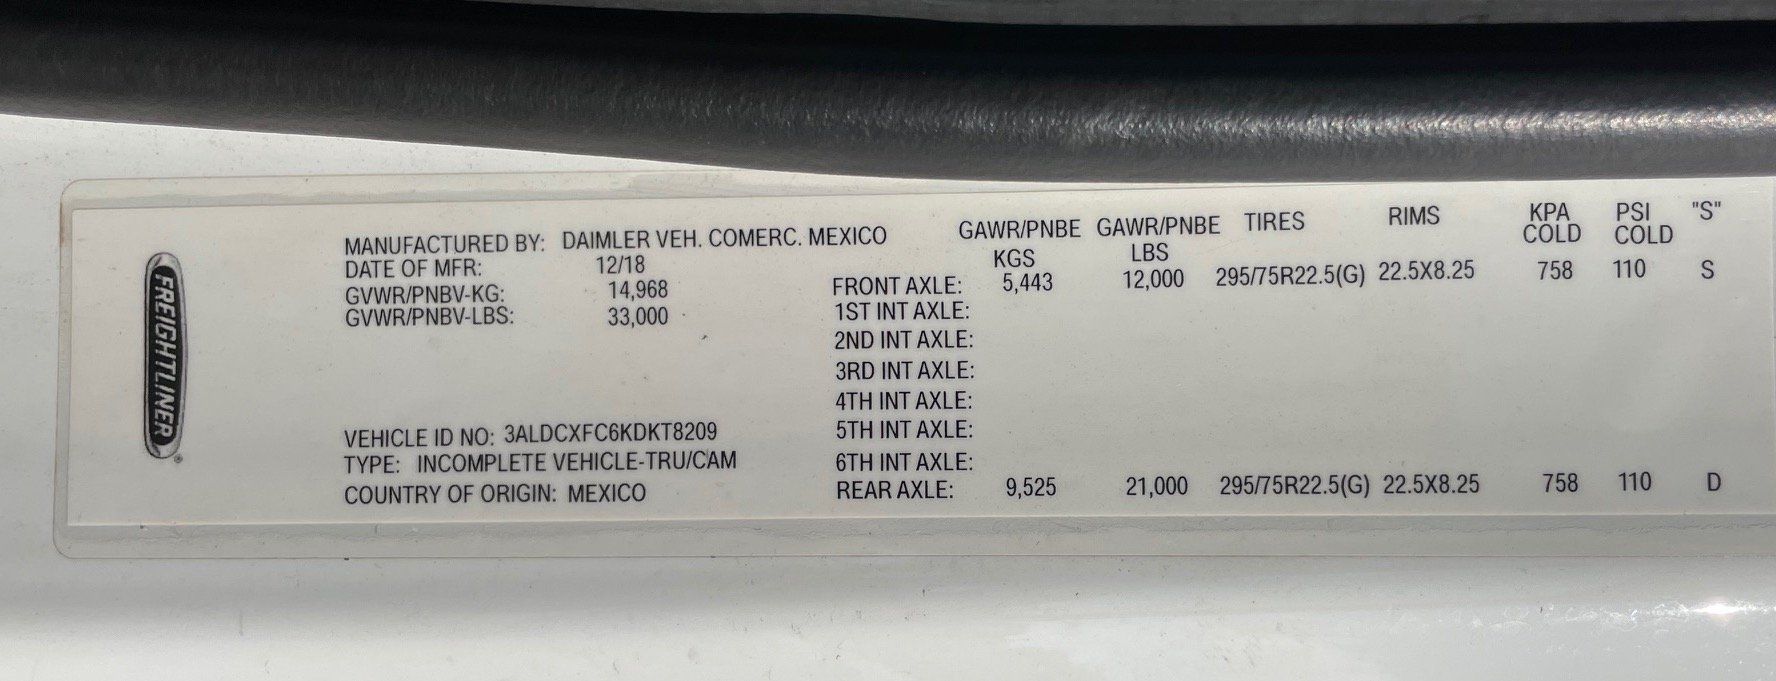 FREIGHTLINER
MANUFACTURED BY: DAIMLER VEH. COMERC. MEXICO
DATE OF MFR: 12/18
GVWR/PNBV-KG: 14,968
GVWR/PNBV-LBS: 33,000
VEHICLE ID NO: 3ALDCXFC6KDKT8209
TYPE: INCOMPLETE VEHICLE-TRU/CAM
COUNTRY OF ORIGIN: MEXICO
GAWR/PNBE GAWR/PNBE TIRES RIMS KPA PSI "S"
KGS LBS COLD COLD
FRONT AXLE: 5,443 12,000 295/75R22.5(G) 22.5X8.25 758 110 S
1ST INT AXLE:
2ND INT AXLE:
3RD INT AXLE:
4TH INT AXLE:
5TH INT AXLE:
6TH INT AXLE:
REAR AXLE: 9,525 21,000 295/75R22.5(G) 22.5X8.25 758 110 D